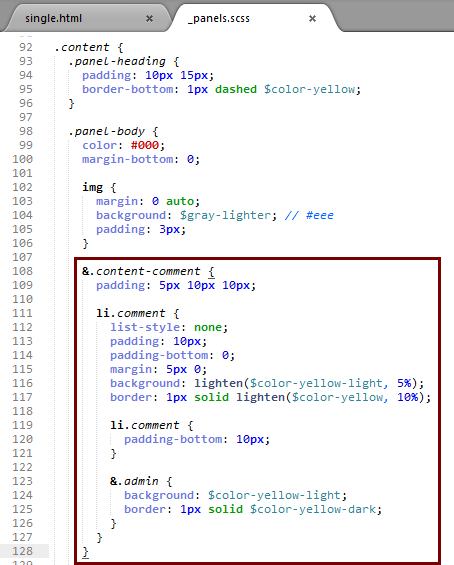 single.html × _panels.scss ×
92 .content {
93 .panel-heading {
94 padding: 10px 15px;
95 border-bottom: 1px dashed $color-yellow;
96 }
97
98 .panel-body {
99 color: #000;
100 margin-bottom: 0;
101
102 img {
103 margin: 0 auto;
104 background: $gray-lighter; // #eee
105 padding: 3px;
106 }
107
108 &.content-comment {
109 padding: 5px 10px 10px;
110
111 li.comment {
112 list-style: none;
113 padding: 10px;
114 padding-bottom: 0;
115 margin: 5px 0;
116 background: lighten($color-yellow-light, 5%);
117 border: 1px solid lighten($color-yellow, 10%);
118
119 li.comment {
120 padding-bottom: 10px;
121 }
122
123 &.admin {
124 background: $color-yellow-light;
125 border: 1px solid $color-yellow-dark;
126 }
127 }
128 }